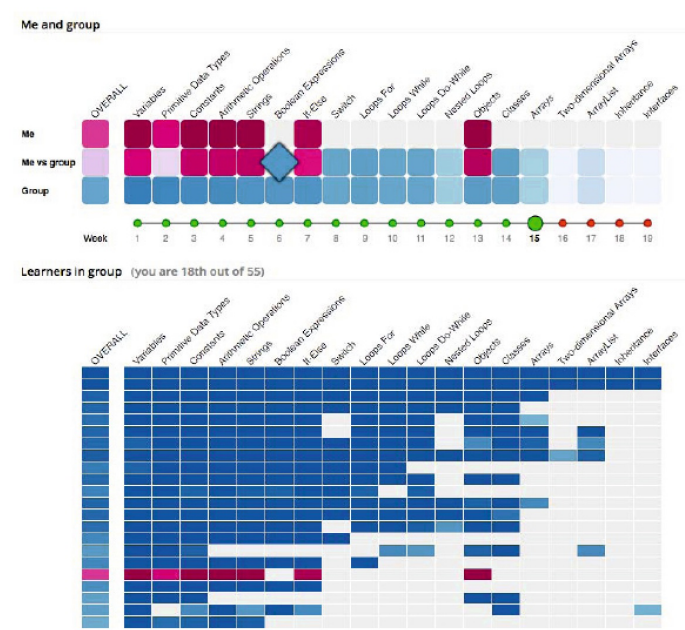 Me and group
OVERALL
Variables
Primitive Data Types
Constants
Arithmetic Operations
Strings
Boolean Expressions
If-Else
Switch
Loops For
Loops While
Loops Do-While
Nested Loops
Objects
Classes
Arrays
Two-dimensional Arrays
ArrayList
Inheritance
Interfaces
Me
Me vs group
Group
Week 1 2 3 4 5 6 7 8 9 10 11 12 13 14 15 16 17 18 19
Learners in group (you are 18th out of 55)
OVERALL
Variables
Primitive Data Types
Constants
Arithmetic Operations
Strings
Boolean Expressions
If-Else
Switch
Loops For
Loops While
Loops Do-While
Nested Loops
Objects
Classes
Arrays
Two-dimensional Arrays
ArrayList
Inheritance
Interfaces